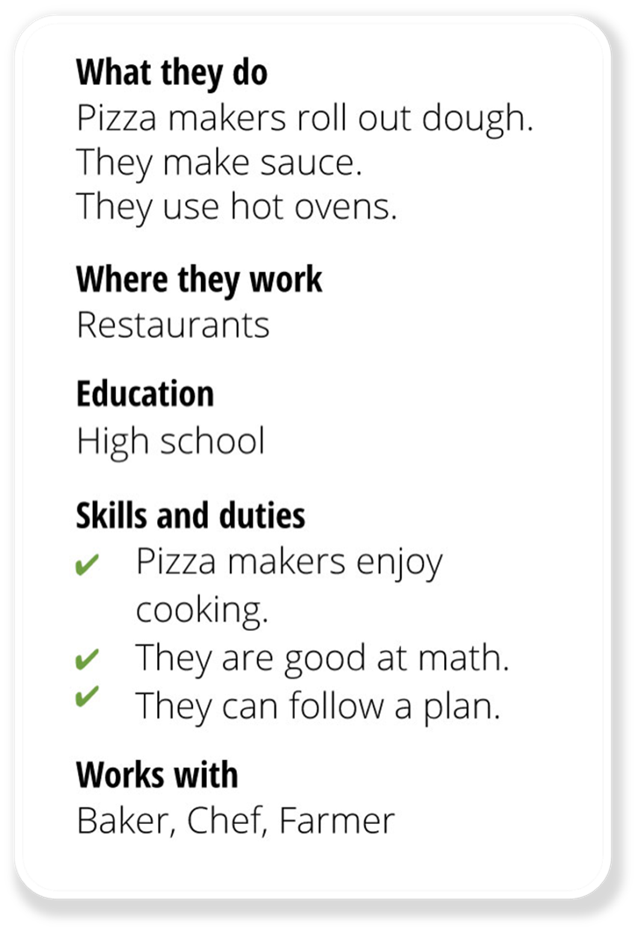 What they do
Pizza makers roll out dough.
They make sauce.
They use hot ovens.
Where they work
Restaurants
Education
High school
Skills and duties
✔ Pizza makers enjoy
cooking.
✔ They are good at math.
✔ They can follow a plan.
Works with
Baker, Chef, Farmer